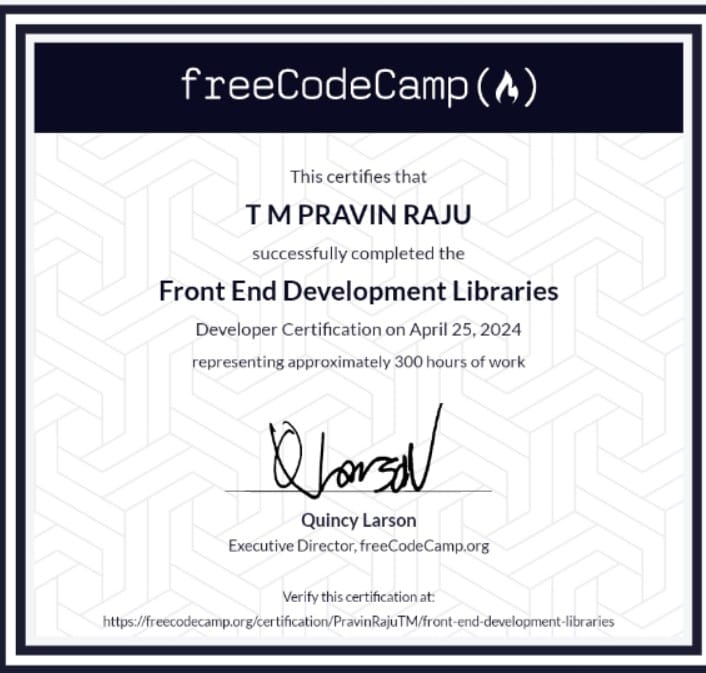 freeCodeCamp(🔥)
This certifies that
T M PRAVIN RAJU
successfully completed the
Front End Development Libraries
Developer Certification on April 25, 2024
representing approximately 300 hours of work
QLarson
Quincy Larson
Executive Director, freeCodeCamp.org
Verify this certification at:
https://freecodecamp.org/certification/PravinRajuTM/front-end-development-libraries